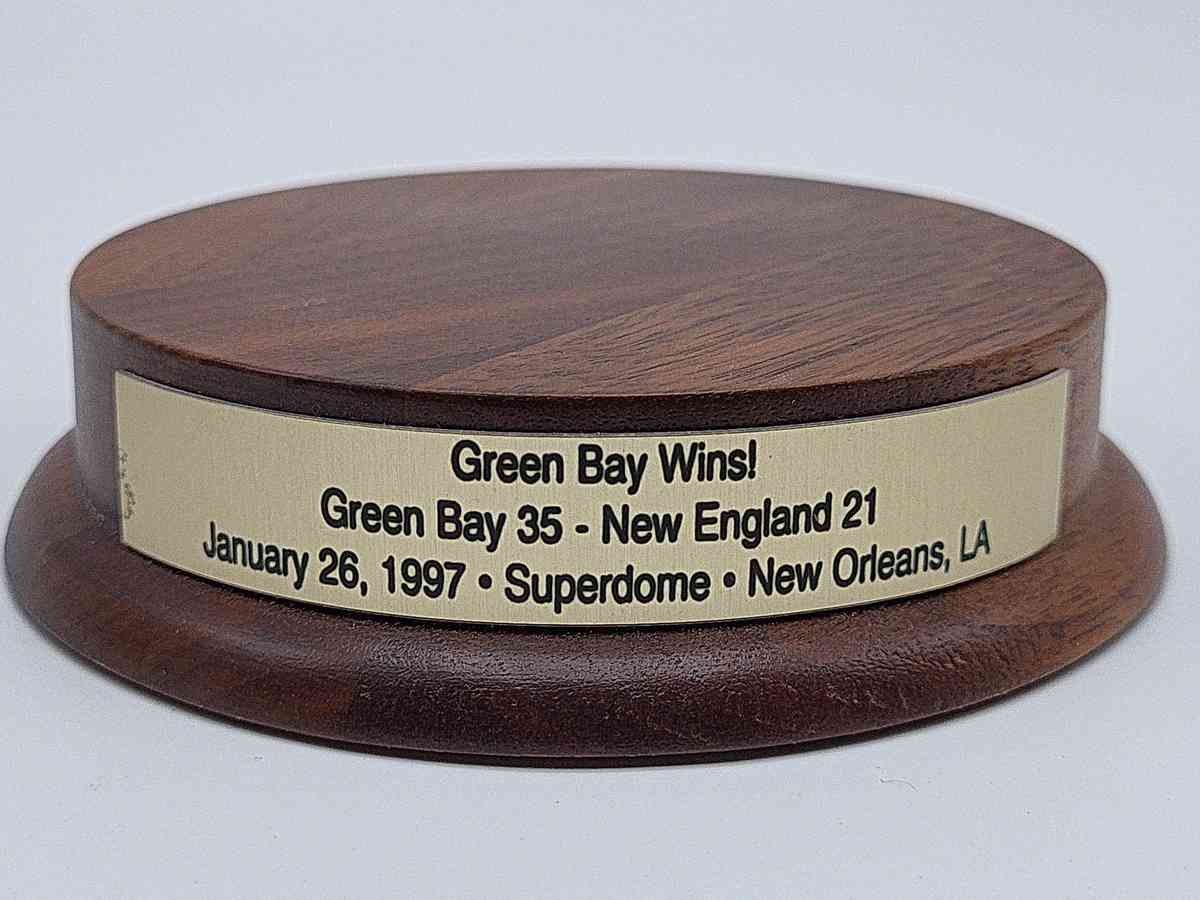 Green Bay Wins!
Green Bay 35 - New England 21
January 26, 1997 • Superdome • New Orleans, LA